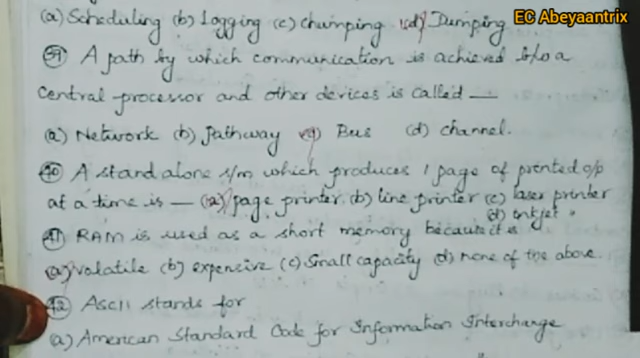 (a) Scheduling (b) Logging (c) chumping (d) Dumping
EC Abeyaantrix
39 A path by which communication is achieved b/w a
central processor and other devices is called —
(a) Network (b) Pathway (c) Bus (d) channel.
40 A stand alone s/m which produces 1 page of printed o/p
at a time is — (a) page printer (b) line printer (c) laser printer
(d) inkjet "
41 RAM is used as a short memory because it is
(a) volatile (b) expensive (c) Small capacity (d) none of the above.
42 ASCII stands for
(a) American Standard Code for Information Interchange